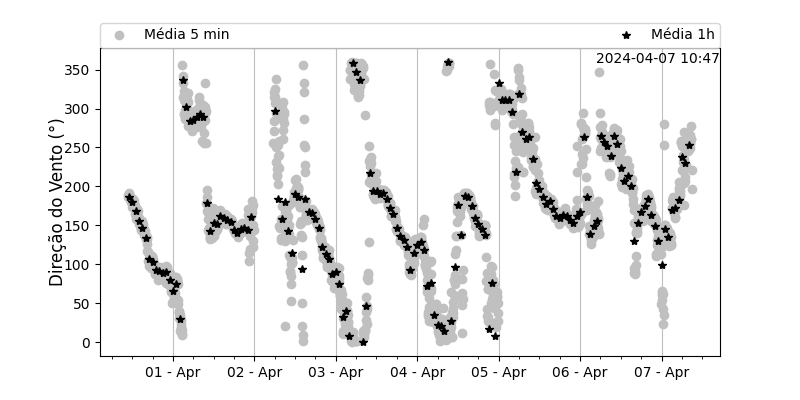 Média 5 min
Média 1h
2024-04-07 10:47
Direção do Vento (°)
350
300
250
200
150
100
50
0
01 - Apr
02 - Apr
03 - Apr
04 - Apr
05 - Apr
06 - Apr
07 - Apr